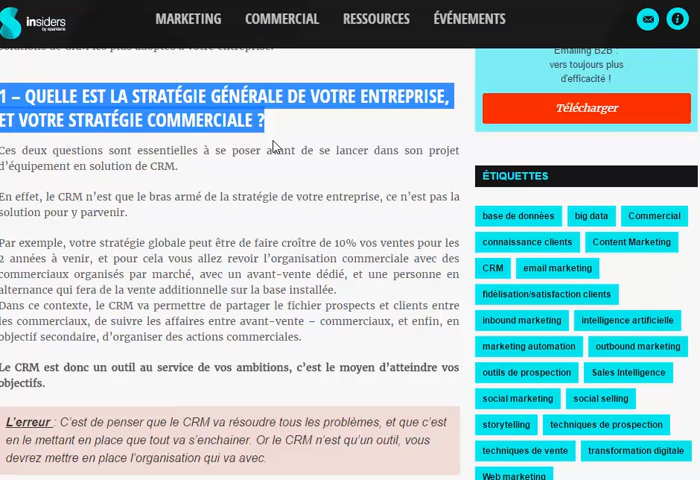 insiders
by sparklane
MARKETING COMMERCIAL RESSOURCES ÉVÉNEMENTS
1 – QUELLE EST LA STRATÉGIE GÉNÉRALE DE VOTRE ENTREPRISE,
ET VOTRE STRATÉGIE COMMERCIALE ?
Ces deux questions sont essentielles à se poser avant de se lancer dans son projet
d’équipement en solution de CRM.
En effet, le CRM n’est que le bras armé de la stratégie de votre entreprise, ce n’est pas la
solution pour y parvenir.
Par exemple, votre stratégie globale peut être de faire croître de 10% vos ventes pour les
2 années à venir, et pour cela vous allez revoir l’organisation commerciale avec des
commerciaux organisés par marché, avec un avant-vente dédié, et une personne en
alternance qui fera de la vente additionnelle sur la base installée.
Dans ce contexte, le CRM va permettre de partager le fichier prospects et clients entre
les commerciaux, de suivre les affaires entre avant-vente – commerciaux, et enfin, en
objectif secondaire, d’organiser des actions commerciales.
Le CRM est donc un outil au service de vos ambitions, c’est le moyen d’atteindre vos
objectifs.
L’erreur : C’est de penser que le CRM va résoudre tous les problèmes, et que c’est
en le mettant en place que tout va s’enchainer. Or le CRM n’est qu’un outil, vous
devrez mettre en place l’organisation qui va avec.
Emailing B2B :
vers toujours plus
d’efficacité !
Télécharger
ÉTIQUETTES
base de données big data Commercial
connaissance clients Content Marketing
CRM email marketing
fidélisation/satisfaction clients
inbound marketing intelligence artificielle
marketing automation outbound marketing
outils de prospection Sales Intelligence
social marketing social selling
storytelling techniques de prospection
techniques de vente transformation digitale
Web marketing